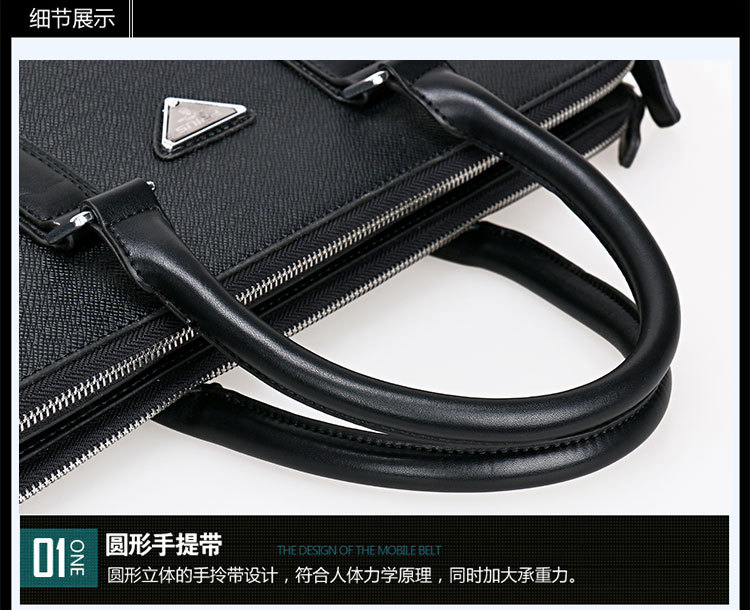 细节展示
01 ONE
圆形手提带 THE DESIGN OF THE MOBILE BELT
圆形立体的手拎带设计，符合人体力学原理，同时加大承重力。